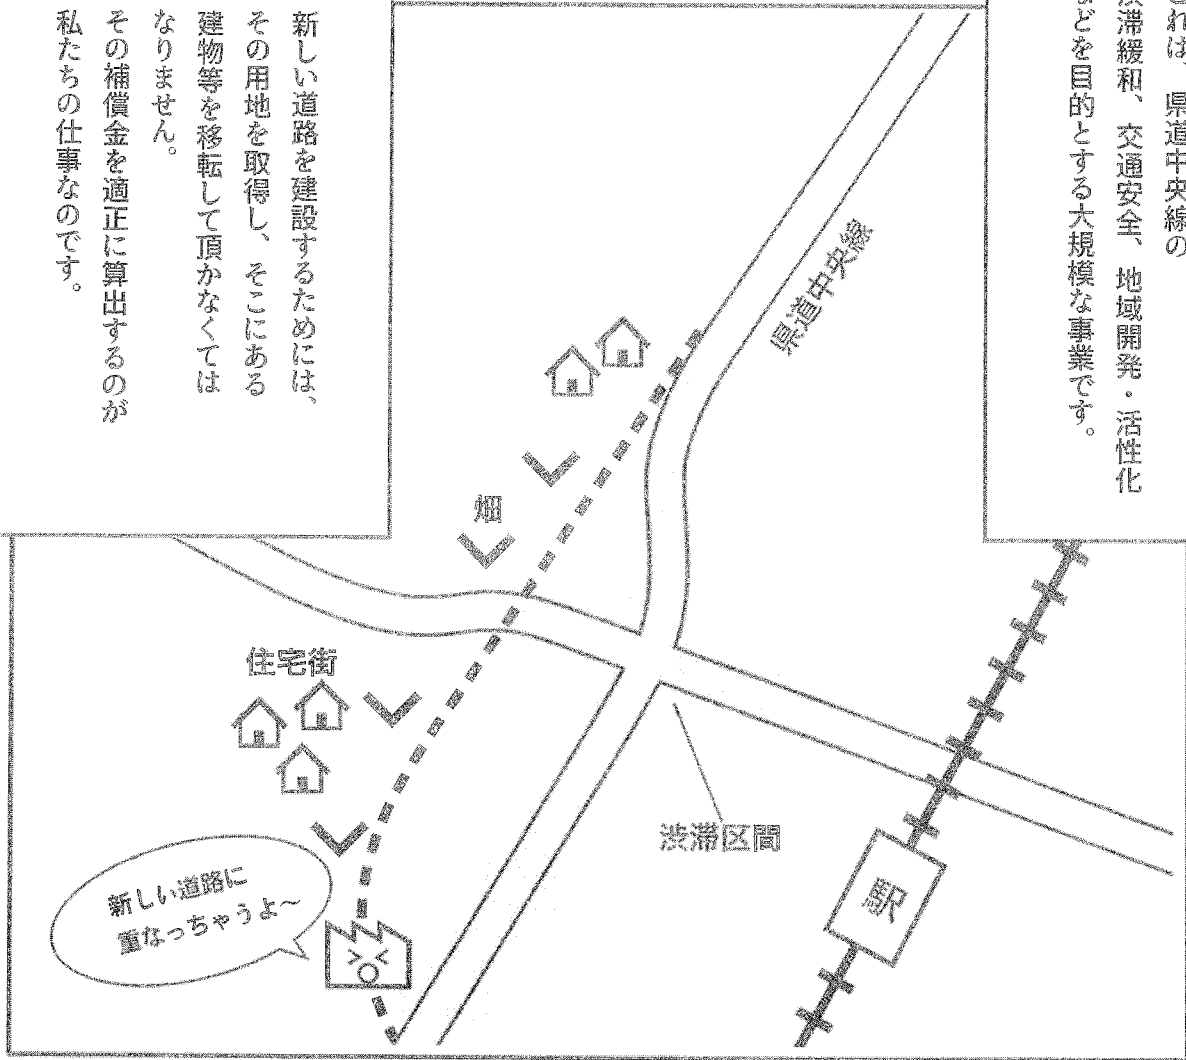 これは、県道中央線の
渋滞緩和、交通安全、地域開発・活性化
などを目的とする大規模な事業です。
県道中央線
畑
住宅街
渋滞区間
駅
新しい道路に
重なっちゃうよ～
新しい道路を建設するためには、
その用地を取得し、そこにある
建物等を移転して頂かなくては
なりません。
その補償金を適正に算出するのが
私たちの仕事なのです。